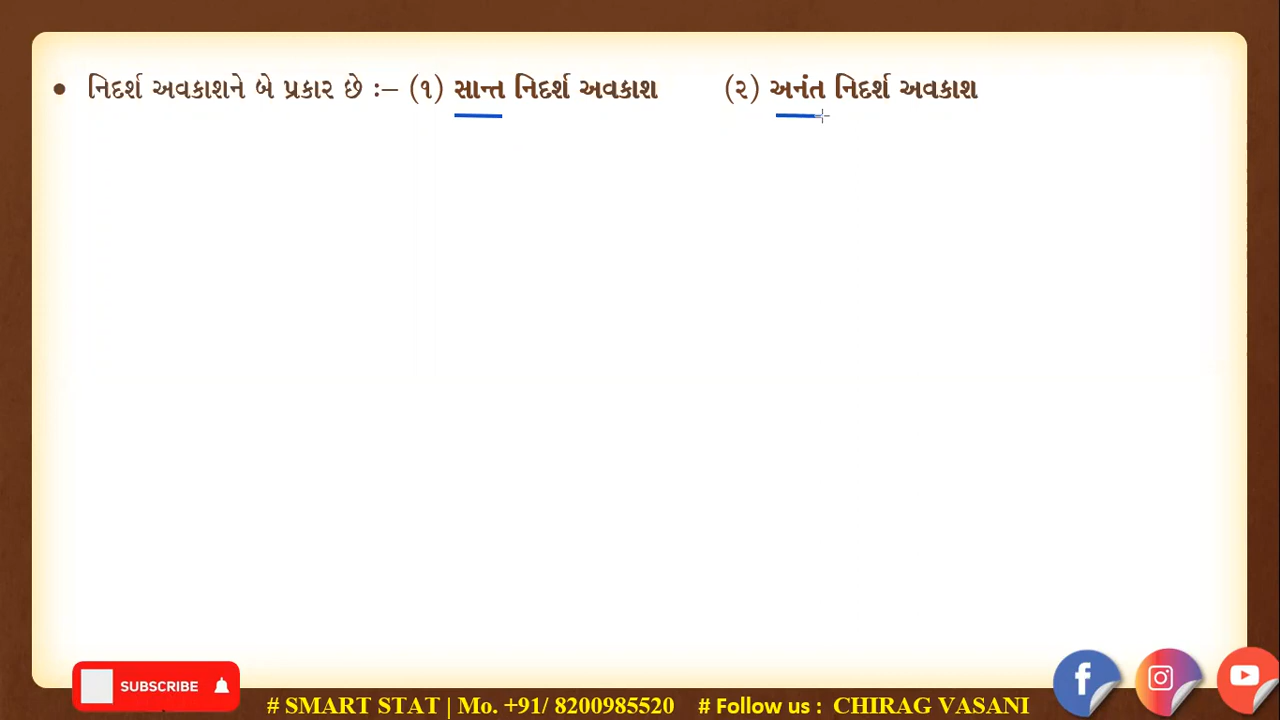 • નિદર્શ અવકાશને બે પ્રકાર છે :– (૧) સાન્ત નિદર્શ અવકાશ (૨) અનંત નિદર્શ અવકાશ
SUBSCRIBE
# SMART STAT | Mo. +91/ 8200985520 # Follow us : CHIRAG VASANI